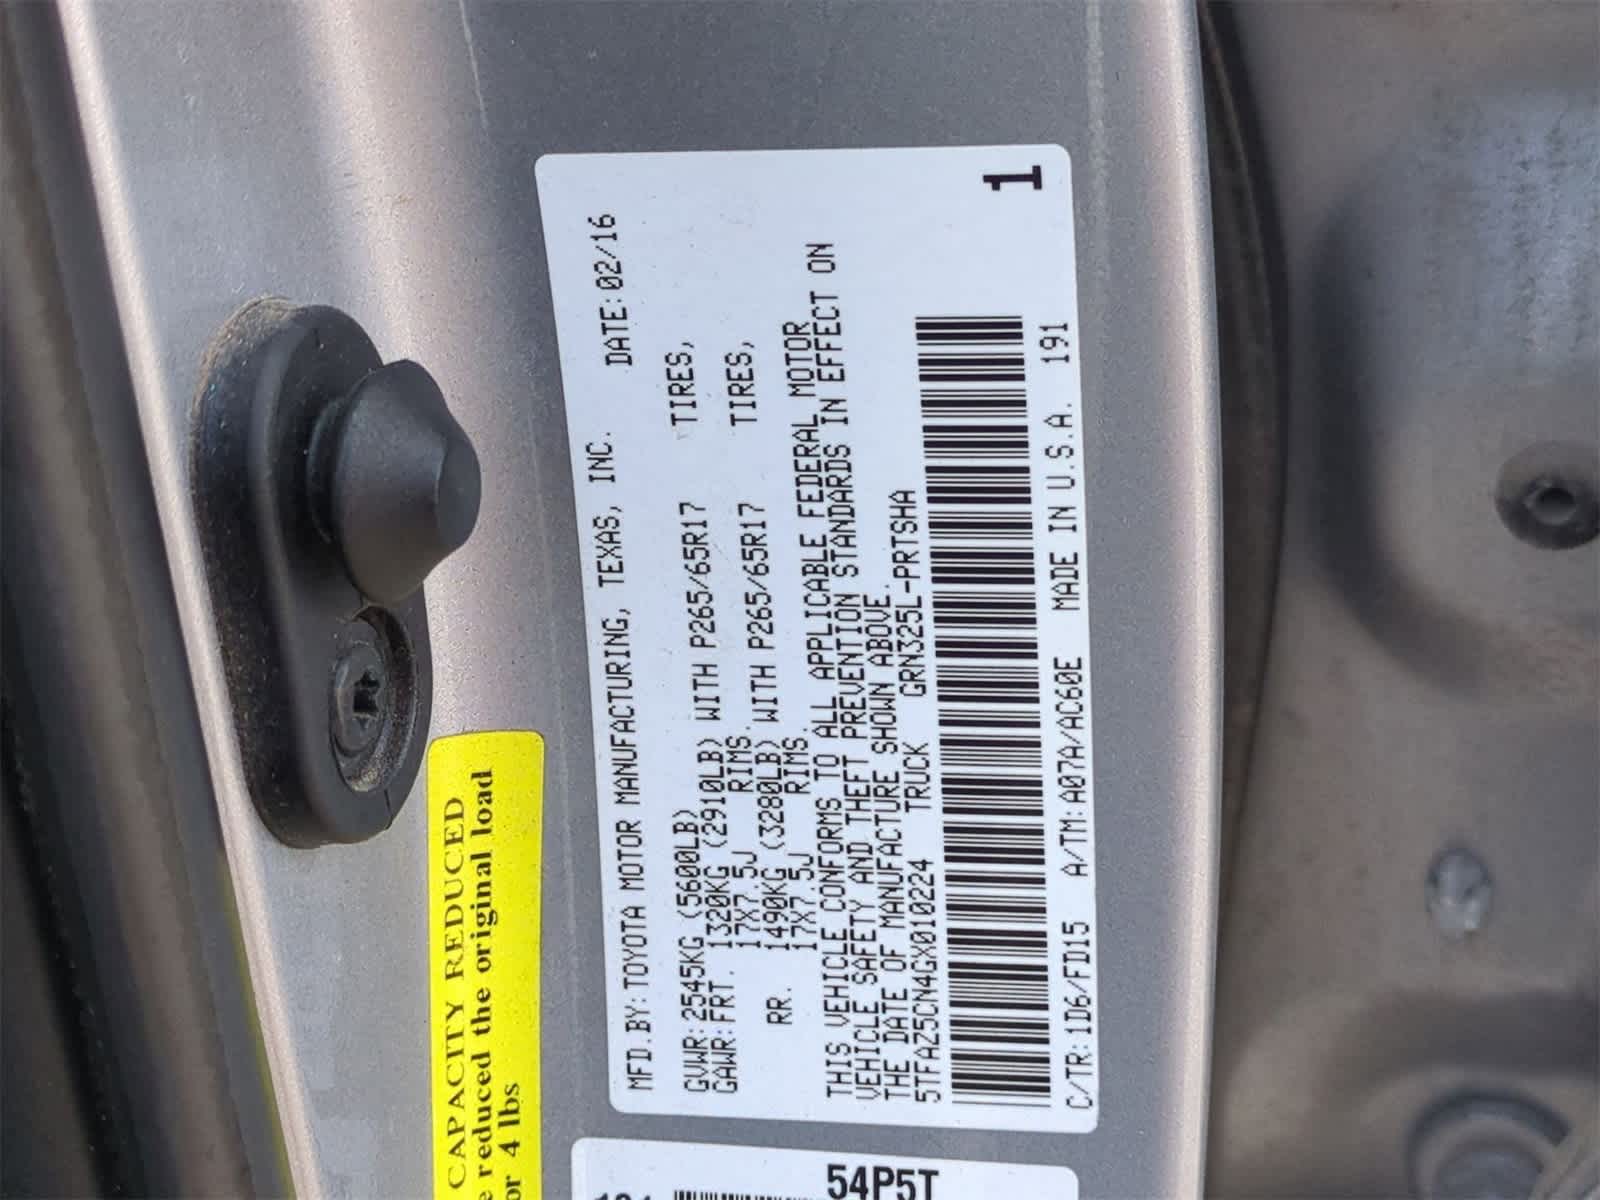 MFD.BY:TOYOTA MOTOR MANUFACTURING, TEXAS, INC. DATE:02/16
GVWR:2545KG (5600LB)
GAWR:FRT. 1320KG (2910LB) WITH P265/65R17 TIRES,
17X7.5J RIMS.
RR. 1490KG (3280LB) WITH P265/65R17 TIRES,
17X7.5J RIMS.
THIS VEHICLE CONFORMS TO ALL APPLICABLE FEDERAL MOTOR
VEHICLE SAFETY AND THEFT PREVENTION STANDARDS IN EFFECT ON
THE DATE OF MANUFACTURE SHOWN ABOVE.
5TFAZ5CN4GX010224 TRUCK GRN325L-PRTSHA
C/TR:1D6/FD15 A/TM:A07A/AC60E MADE IN U.S.A. 191
1
CAPACITY REDUCED
reduced the original load
4 lbs
54P5T